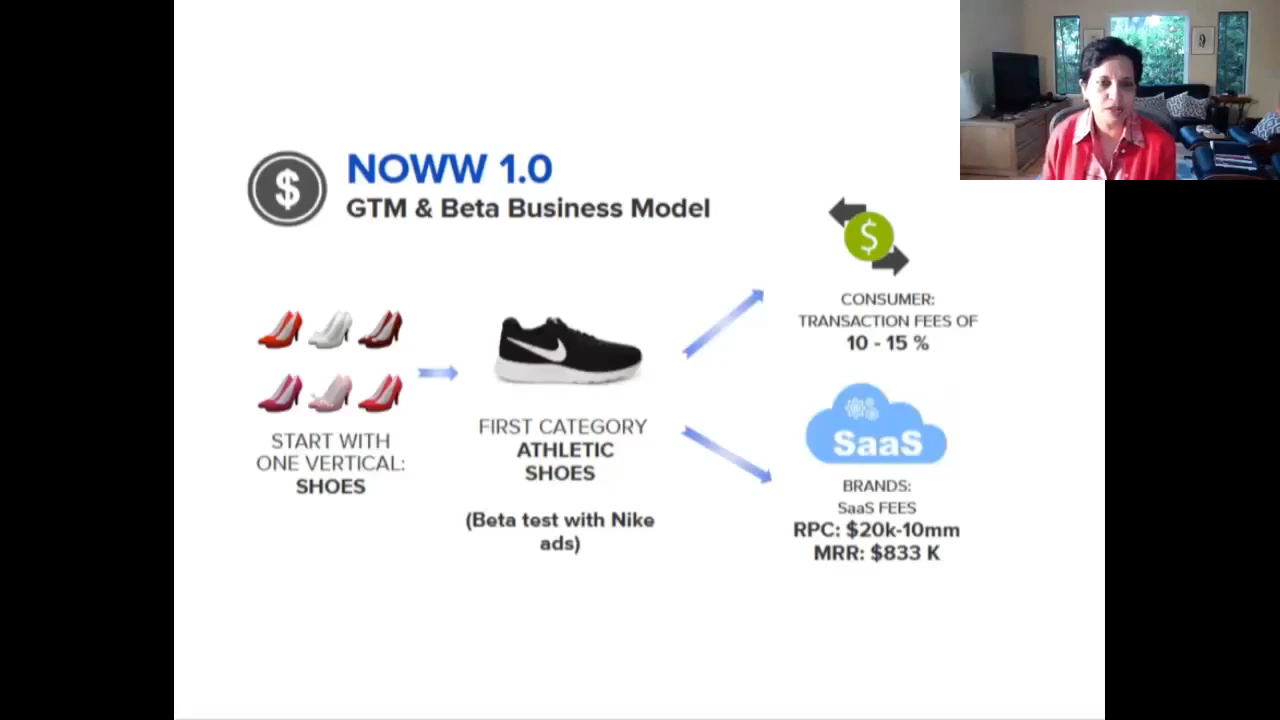 $
NOWW 1.0
GTM & Beta Business Model
START WITH
ONE VERTICAL:
SHOES
FIRST CATEGORY
ATHLETIC
SHOES
(Beta test with Nike
ads)
$
CONSUMER:
TRANSACTION FEES OF
10 - 15 %
SaaS
BRANDS:
SaaS FEES
RPC: $20k-10mm
MRR: $833 K